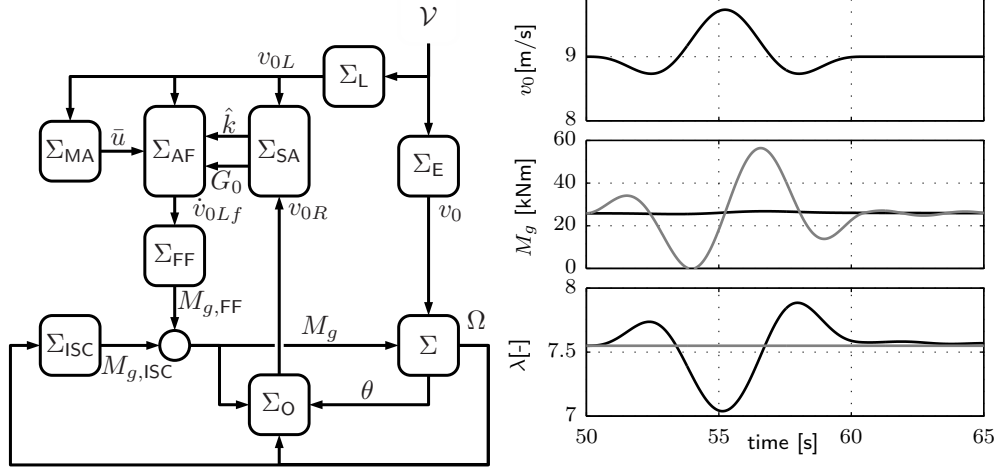 𝒱
v_{0L}
Σ_L
Σ_MA
ū
Σ_AF
k̂
G_0
Σ_SA
Σ_E
v̇_{0Lf}
v_{0R}
v_0
Σ_FF
M_{g,FF}
Σ_ISC
M_{g,ISC}
M_g
Σ
Ω
Σ_O
θ
v_0[m/s]
9
8
M_g [kNm]
60
40
20
0
λ[-]
8
7.5
7
50
55
60
65
time [s]